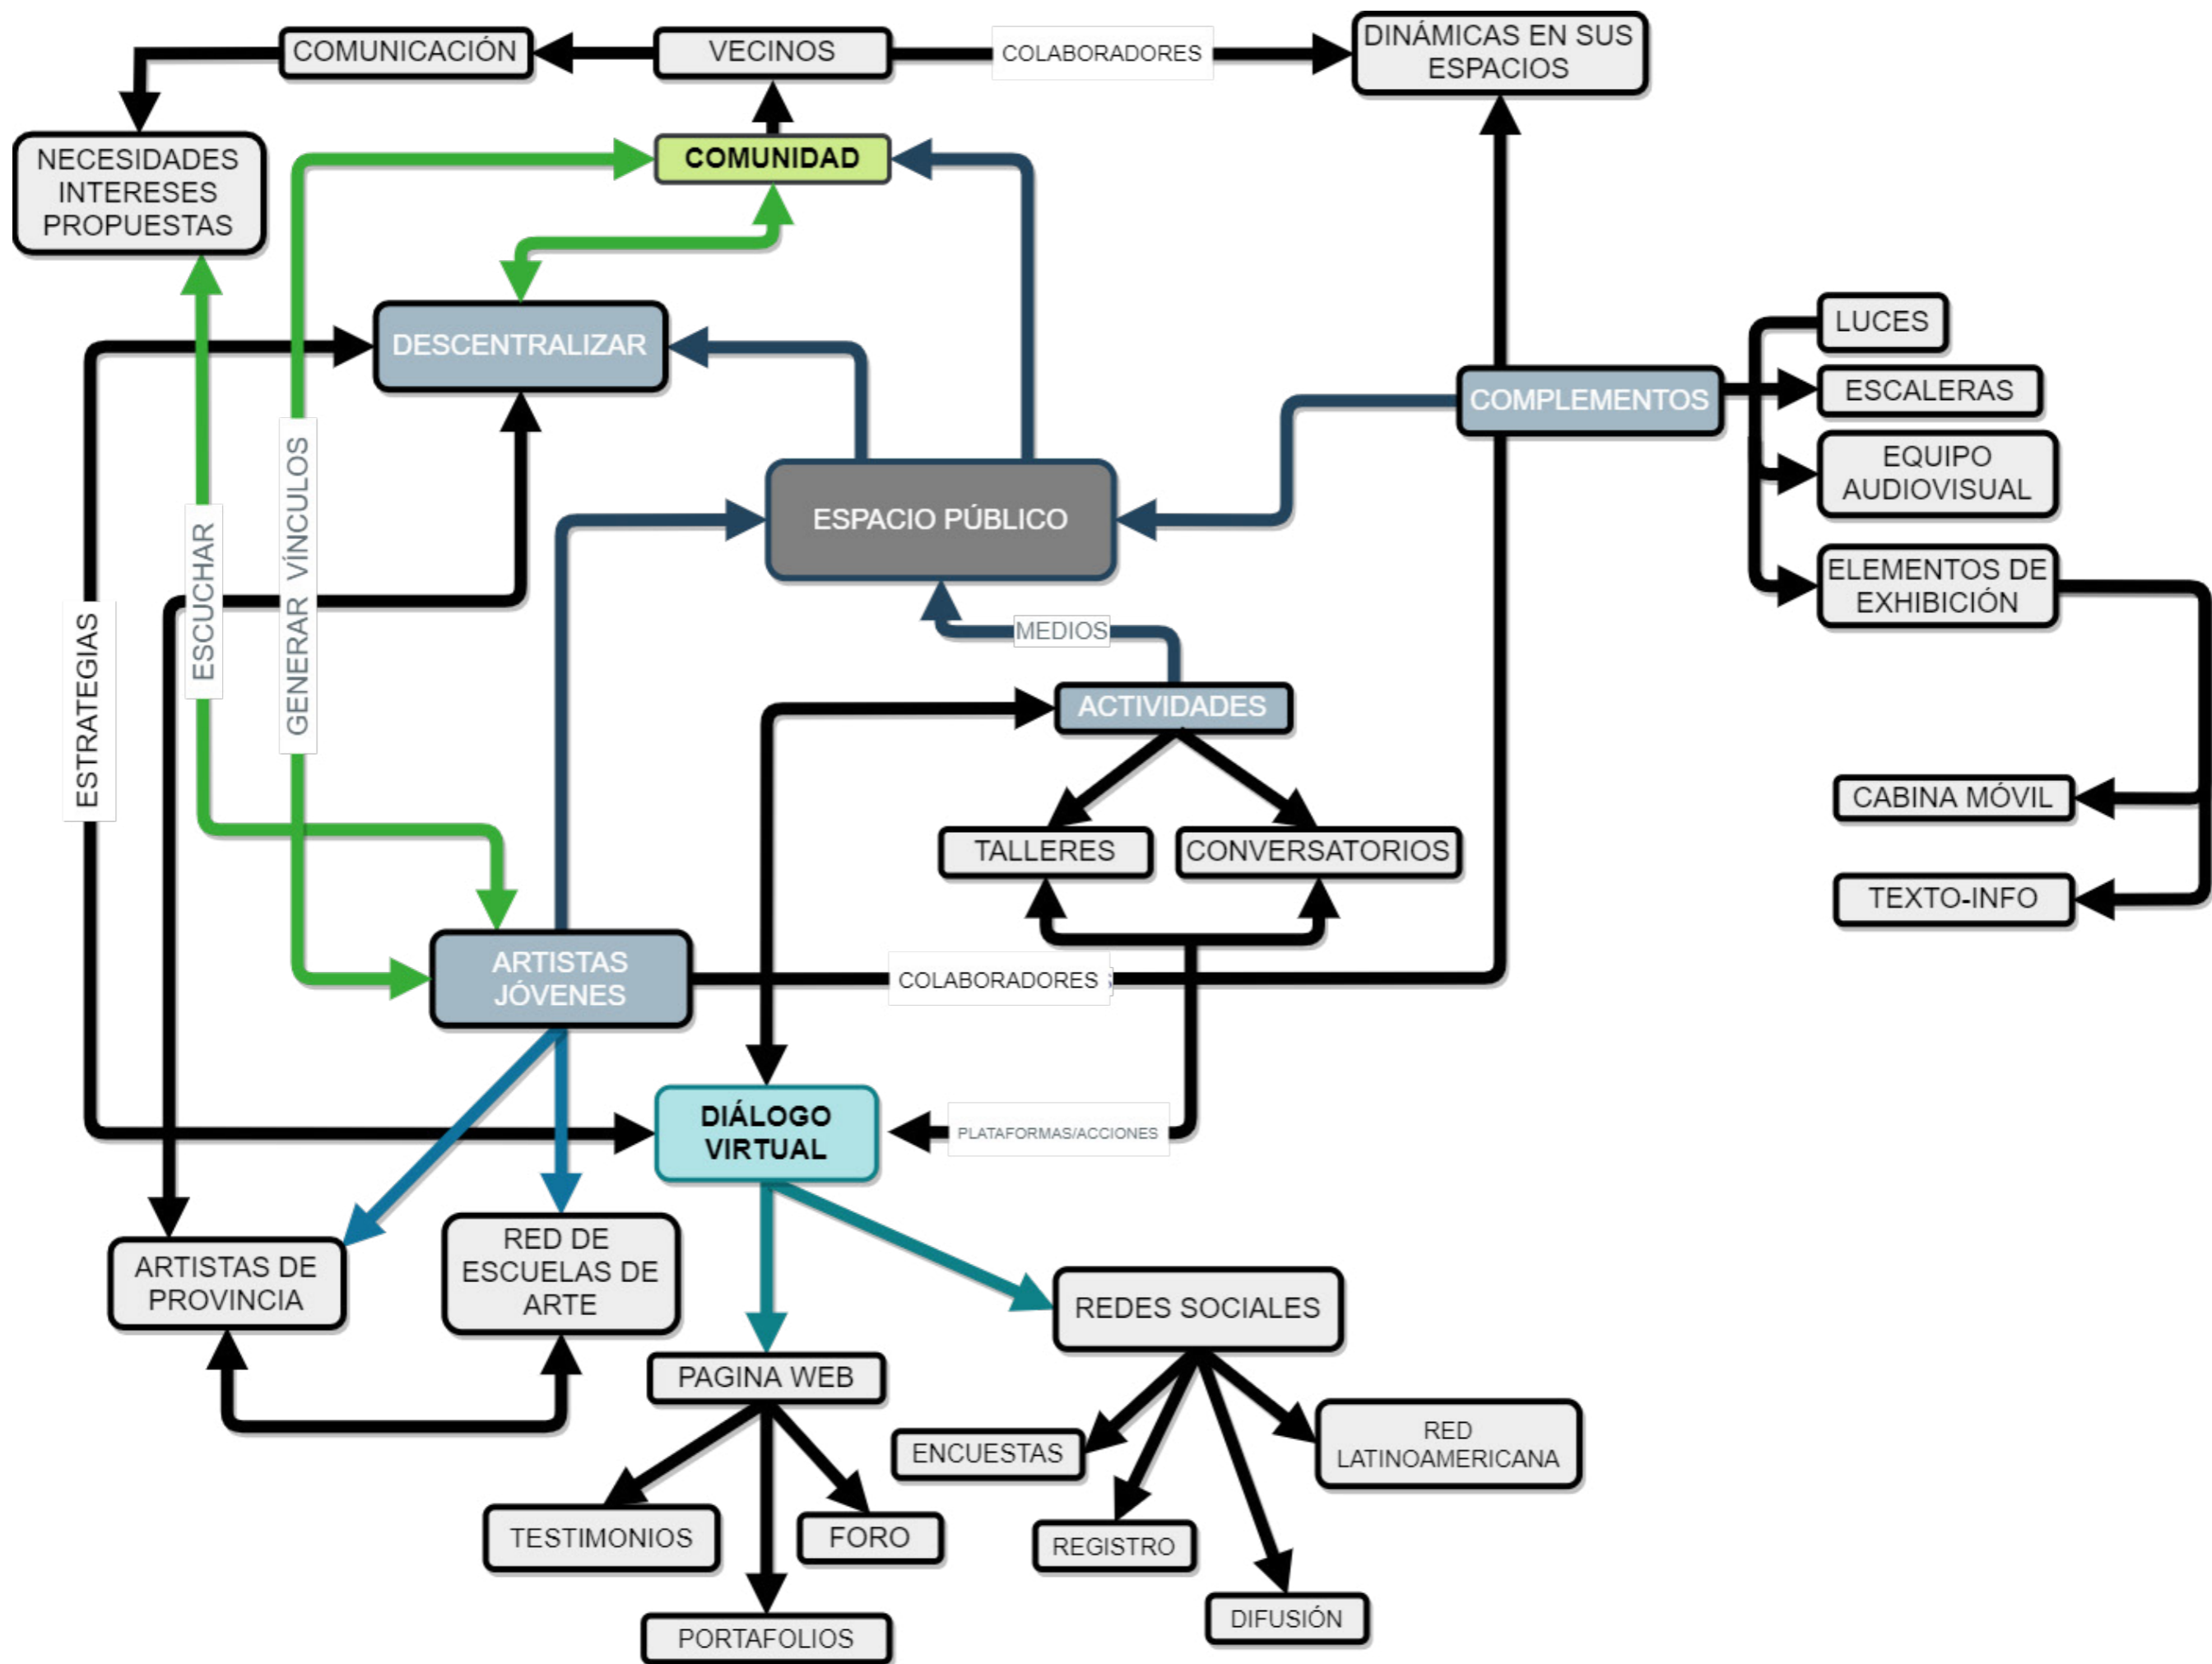 COMUNICACIÓN
VECINOS
COLABORADORES
DINÁMICAS EN SUS
ESPACIOS
NECESIDADES
INTERESES
PROPUESTAS
COMUNIDAD
DESCENTRALIZAR
COMPLEMENTOS
LUCES
ESCALERAS
EQUIPO
AUDIOVISUAL
ELEMENTOS DE
EXHIBICIÓN
ESPACIO PÚBLICO
ESTRATEGIAS
ESCUCHAR
GENERAR VÍNCULOS
MEDIOS
ACTIVIDADES
CABINA MÓVIL
TALLERES
CONVERSATORIOS
TEXTO-INFO
ARTISTAS
JÓVENES
COLABORADORES
DIÁLOGO
VIRTUAL
PLATAFORMAS/ACCIONES
ARTISTAS DE
PROVINCIA
RED DE
ESCUELAS DE
ARTE
REDES SOCIALES
PAGINA WEB
ENCUESTAS
RED
LATINOAMERICANA
TESTIMONIOS
FORO
REGISTRO
DIFUSIÓN
PORTAFOLIOS